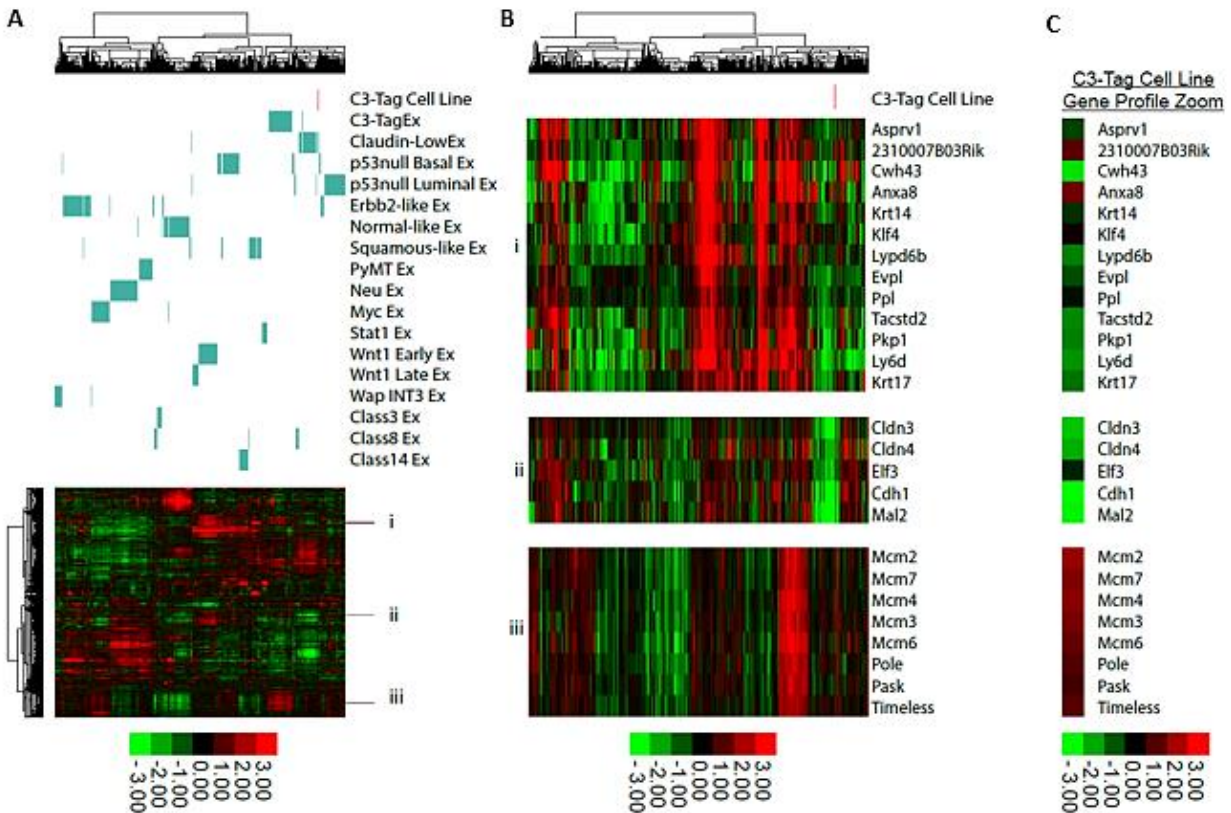 A
B
C
C3-Tag Cell Line
C3-TagEx
Claudin-LowEx
p53null Basal Ex
p53null Luminal Ex
Erbb2-like Ex
Normal-like Ex
Squamous-like Ex
PyMT Ex
Neu Ex
Myc Ex
Stat1 Ex
Wnt1 Early Ex
Wnt1 Late Ex
Wap INT3 Ex
Class3 Ex
Class8 Ex
Class14 Ex
i
ii
iii
- 3.00
-2.00
-1.00
0.00
1.00
2.00
3.00
C3-Tag Cell Line
i
Asprv1
2310007B03Rik
Cwh43
Anxa8
Krt14
Klf4
Lypd6b
Evpl
Ppl
Tacstd2
Pkp1
Ly6d
Krt17
ii
Cldn3
Cldn4
Elf3
Cdh1
Mal2
iii
Mcm2
Mcm7
Mcm4
Mcm3
Mcm6
Pole
Pask
Timeless
- 3.00
-2.00
-1.00
0.00
1.00
2.00
3.00
C3-Tag Cell Line
Gene Profile Zoom
Asprv1
2310007B03Rik
Cwh43
Anxa8
Krt14
Klf4
Lypd6b
Evpl
Ppl
Tacstd2
Pkp1
Ly6d
Krt17
Cldn3
Cldn4
Elf3
Cdh1
Mal2
Mcm2
Mcm7
Mcm4
Mcm3
Mcm6
Pole
Pask
Timeless
- 3.00
-2.00
-1.00
0.00
1.00
2.00
3.00